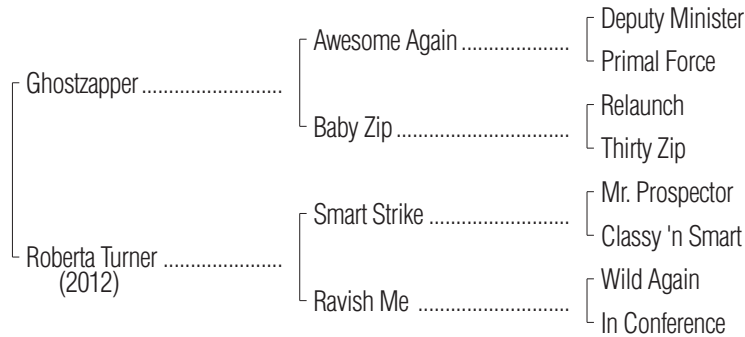 Deputy Minister
Awesome Again ........................
Primal Force
Ghostzapper ...............................
Relaunch
Baby Zip .......................................
Thirty Zip
Mr. Prospector
Smart Strike ...............................
Classy 'n Smart
Roberta Turner ..........................
(2012)
Wild Again
Ravish Me ..................................
In Conference